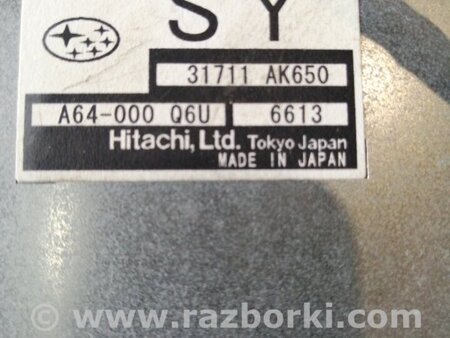 SY
31711 AK650
A64-000 Q6U 6613
Hitachi, Ltd. Tokyo Japan
MADE IN JAPAN
© www.razborki.com